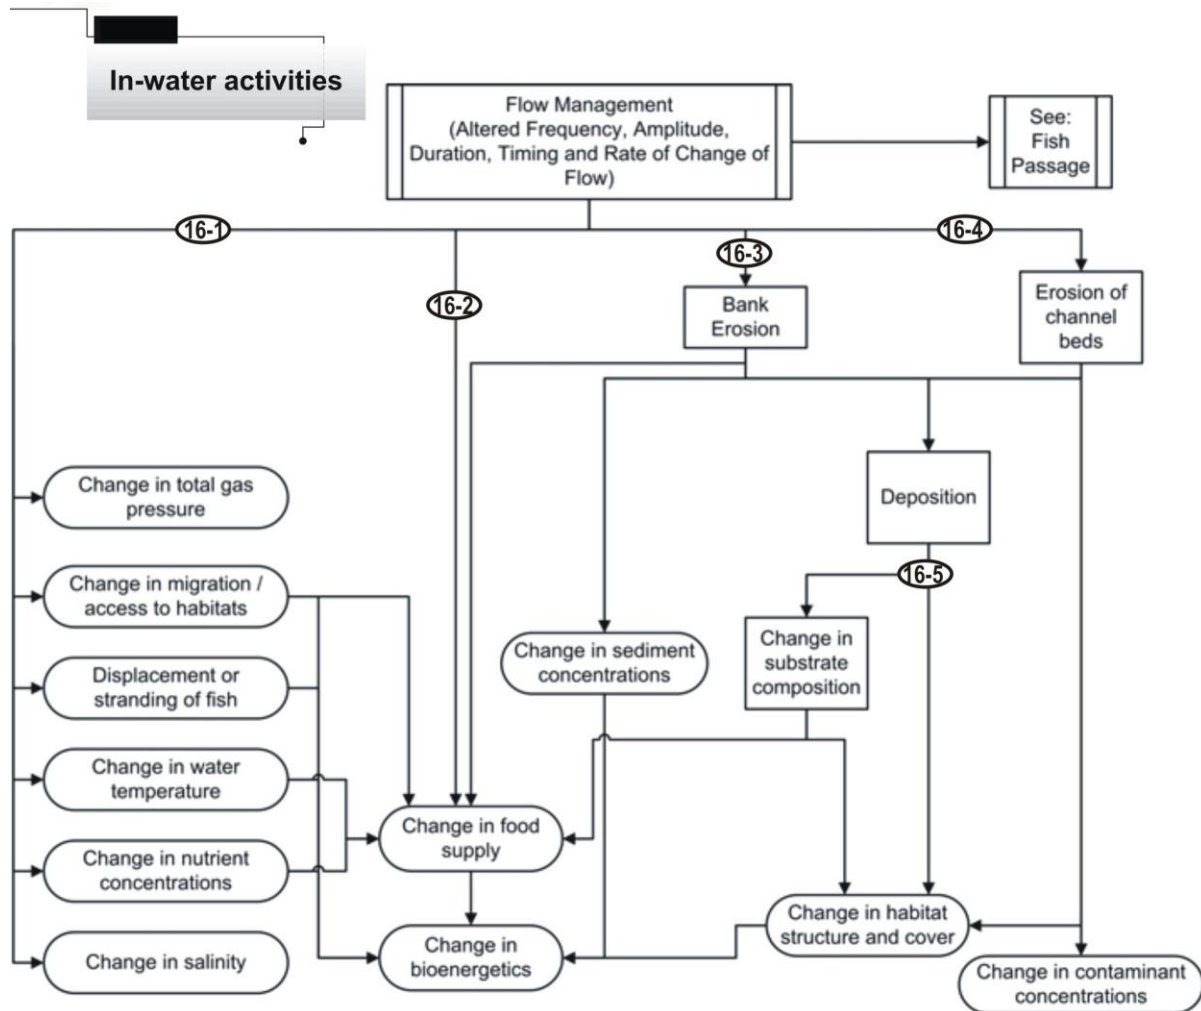 In-water activities
Flow Management
(Altered Frequency, Amplitude,
Duration, Timing and Rate of Change of
Flow)
See:
Fish
Passage
16-1
16-2
16-3
16-4
Bank
Erosion
Erosion of
channel
beds
Change in total gas
pressure
Deposition
16-5
Change in migration /
access to habitats
Change in sediment
concentrations
Change in
substrate
composition
Displacement or
stranding of fish
Change in water
temperature
Change in food
supply
Change in nutrient
concentrations
Change in habitat
structure and cover
Change in salinity
Change in
bioenergetics
Change in contaminant
concentrations